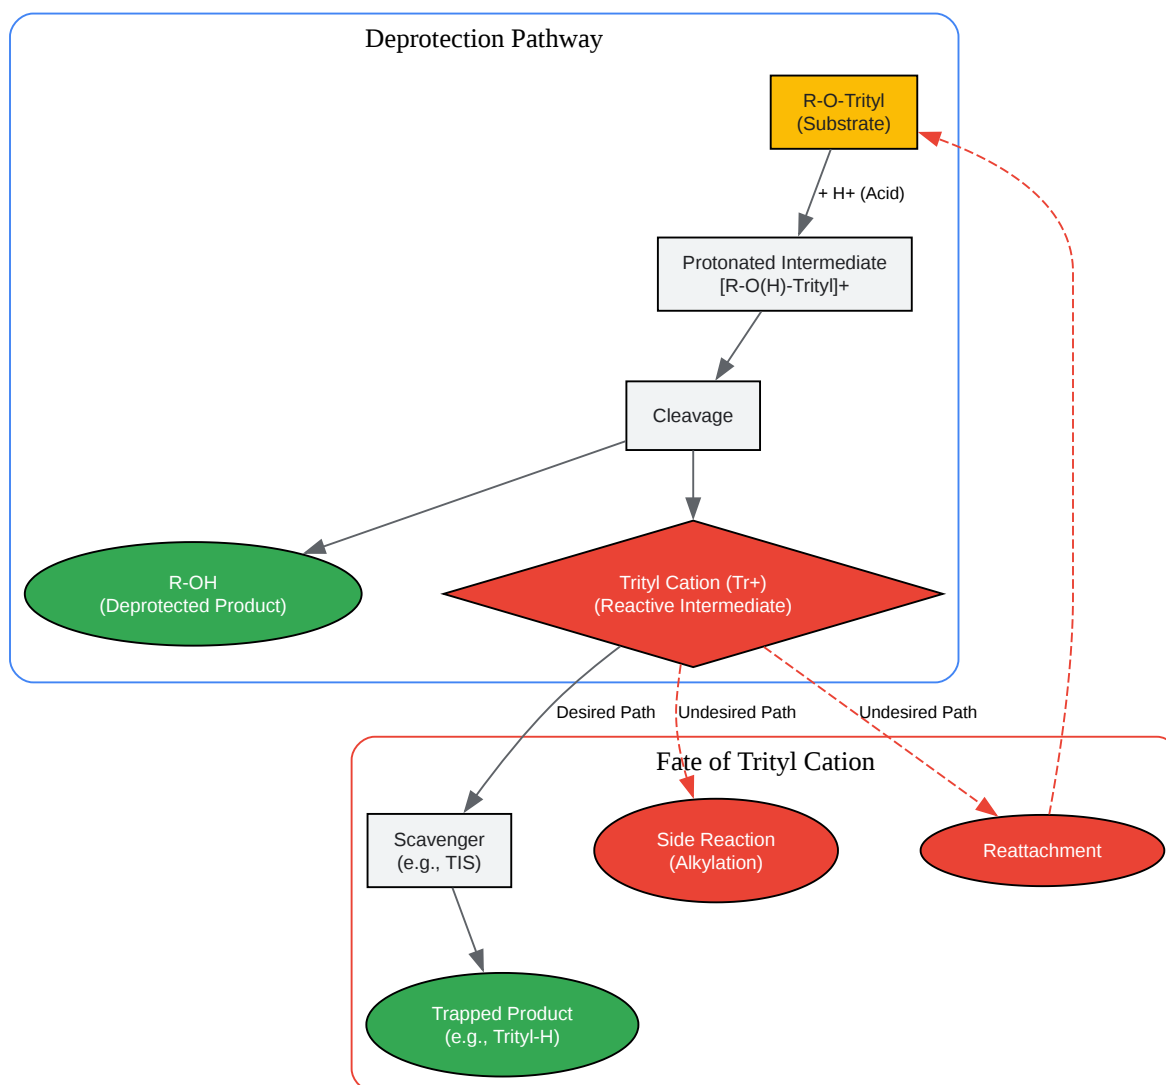 Deprotection Pathway
R-O-Trityl
(Substrate)
+ H+ (Acid)
Protonated Intermediate
[R-O(H)-Trityl]+
Cleavage
R-OH
(Deprotected Product)
Trityl Cation (Tr+)
(Reactive Intermediate)
Desired Path
Undesired Path
Undesired Path
Fate of Trityl Cation
Scavenger
(e.g., TIS)
Side Reaction
(Alkylation)
Reattachment
Trapped Product
(e.g., Trityl-H)